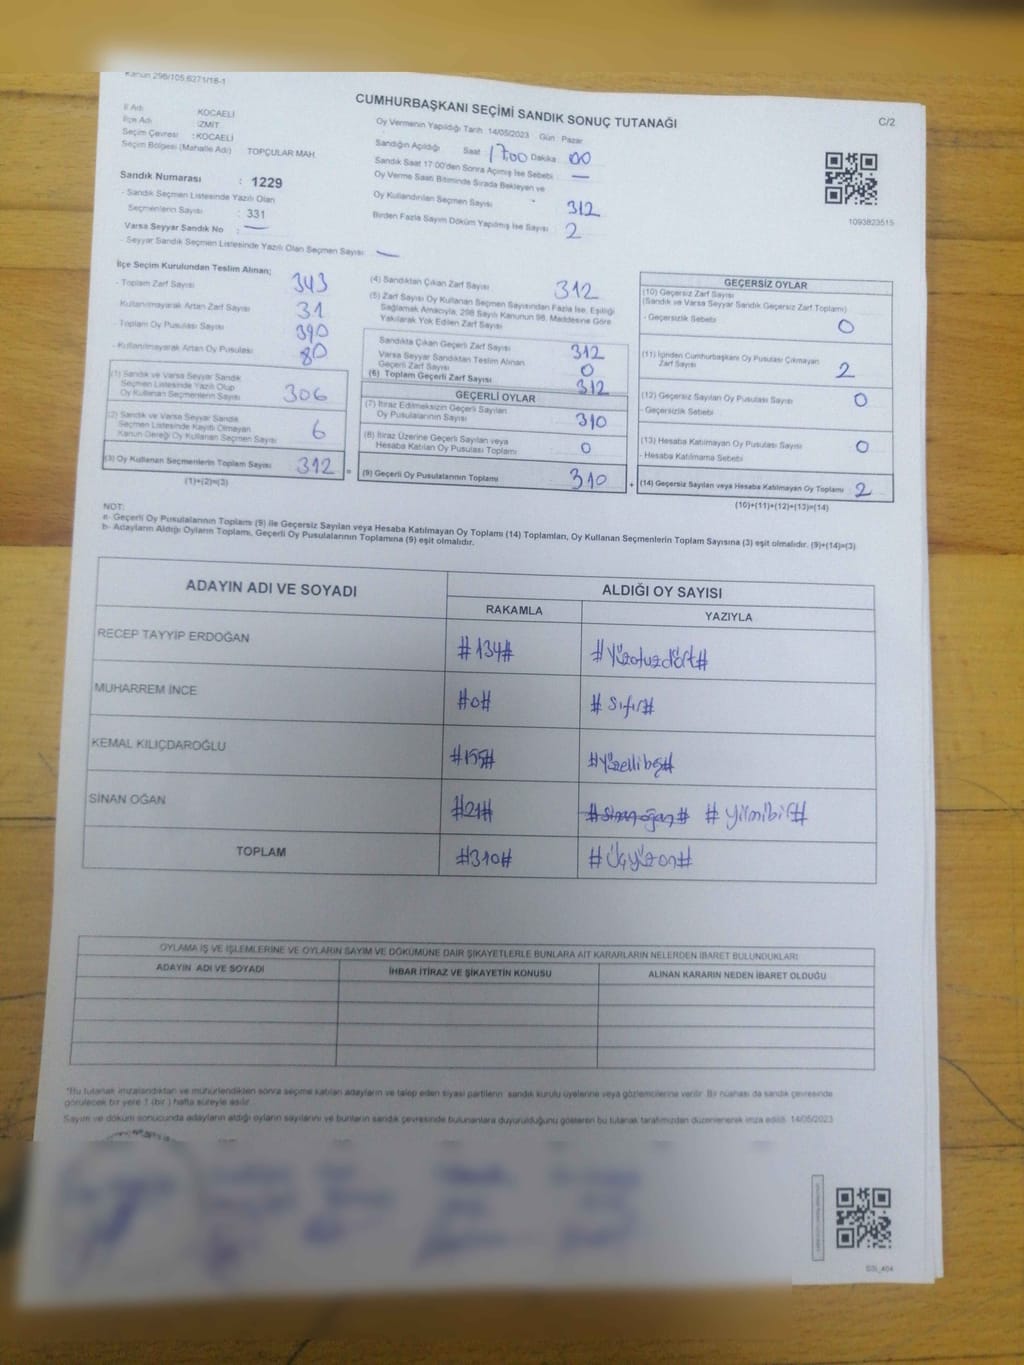 Kanun 298/105,6271/18-1
CUMHURBAŞKANI SEÇİMİ SANDIK SONUÇ TUTANAĞI
C/2
İl Adı : KOCAELİ
İlçe Adı : İZMİT
Seçim Çevresi : KOCAELİ
Seçim Bölgesi (Mahalle Adı) TOPÇULAR MAH.
Oy Vermenin Yapıldığı Tarih :14/05/2023 Gün : Pazar
Sandığın Açıldığı Saat : 1700 Dakika : 00
Sandık Saat 17:00'den Sonra Açılmış İse Sebebi : —
Oy Verme Saati Bitiminde Sırada Bekleyen ve
Oy Kullandırılan Seçmen Sayısı : 312
Birden Fazla Sayım Döküm Yapılmış İse Sayısı : 2
1093823515
Sandık Numarası : 1229
- Sandık Seçmen Listesinde Yazılı Olan
Seçmenlerin Sayısı : 331
Varsa Seyyar Sandık No : —
- Seyyar Sandık Seçmen Listesinde Yazılı Olan Seçmen Sayısı: —
İlçe Seçim Kurulundan Teslim Alınan;
- Toplam Zarf Sayısı 343
- Kullanılmayarak Artan Zarf Sayısı 31
- Toplam Oy Pusulası Sayısı 390
- Kullanılmayarak Artan Oy Pusulası 80
(1) Sandık ve Varsa Seyyar Sandık
Seçmen Listesinde Yazılı Olup
Oy Kullanan Seçmenlerin Sayısı 306
(2) Sandık ve Varsa Seyyar Sandık
Seçmen Listesinde Kayıtlı Olmayan
Kanun Gereği Oy Kullanan Seçmen Sayısı 6
(3) Oy Kullanan Seçmenlerin Toplam Sayısı 312 =
(1)+(2)=(3)
(4) Sandıktan Çıkan Zarf Sayısı 312
(5) Zarf Sayısı Oy Kullanan Seçmen Sayısından Fazla İse, Eşitliği
Sağlamak Amacıyla, 298 Sayılı Kanunun 98. Maddesine Göre
Yakılarak Yok Edilen Zarf Sayısı
Sandıkta Çıkan Geçerli Zarf Sayısı 312
Varsa Seyyar Sandıktan Teslim Alınan
Geçerli Zarf Sayısı 0
(6) Toplam Geçerli Zarf Sayısı 312
GEÇERLİ OYLAR
(7) İtiraz Edilmeksizin Geçerli Sayılan
Oy Pusulalarının Sayısı 310
(8) İtiraz Üzerine Geçerli Sayılan veya
Hesaba Katılan Oy Pusulası Toplamı 0
(9) Geçerli Oy Pusulalarının Toplamı 310 +
GEÇERSİZ OYLAR
(10) Geçersiz Zarf Sayısı
(Sandık ve Varsa Seyyar Sandık Geçersiz Zarf Toplamı)
- Geçersizlik Sebebi : 0
(11) İçinden Cumhurbaşkanı Oy Pusulası Çıkmayan
Zarf Sayısı 2
(12) Geçersiz Sayılan Oy Pusulası Sayısı 0
- Geçersizlik Sebebi :
(13) Hesaba Katılmayan Oy Pusulası Sayısı 0
- Hesaba Katılmama Sebebi
(14) Geçersiz Sayılan veya Hesaba Katılmayan Oy Toplamı 2
(10)+(11)+(12)+(13)=(14)
NOT:
a- Geçerli Oy Pusulalarının Toplamı (9) ile Geçersiz Sayılan veya Hesaba Katılmayan Oy Toplamı (14) Toplamları, Oy Kullanan Seçmenlerin Toplam Sayısına (3) eşit olmalıdır. (9)+(14)=(3)
b- Adayların Aldığı Oyların Toplamı, Geçerli Oy Pusulalarının Toplamına (9) eşit olmalıdır.
ADAYIN ADI VE SOYADI ALDIĞI OY SAYISI
RAKAMLA YAZIYLA
RECEP TAYYİP ERDOĞAN #134# #Yüzotuzdört#
MUHARREM İNCE #0# #Sıfır#
KEMAL KILIÇDAROĞLU #155# #Yüzellibeş#
SİNAN OĞAN #21# #Sinan oğan# #Yirmibir#
TOPLAM #310# #Üçyüzon#
OYLAMA İŞ VE İŞLEMLERİNE VE OYLARIN SAYIM VE DÖKÜMÜNE DAİR ŞİKAYETLERLE BUNLARA AİT KARARLARIN NELERDEN İBARET BULUNDUKLARI
ADAYIN ADI VE SOYADI İHBAR İTİRAZ VE ŞİKAYETİN KONUSU ALINAN KARARIN NEDEN İBARET OLDUĞU
*Bu tutanak imzalandıktan ve mühürlendikten sonra seçime katılan adayların ve talep eden siyasi partilerin sandık kurulu üyelerine veya gözlemcilerine verilir. Bir nüshası da sandık çevresinde
görülecek bir yere 1 (bir ) hafta süreyle asılır.
Sayım ve döküm sonucunda adayların aldığı oyların sayılarını ve bunların sandık çevresinde bulunanlara duyurulduğunu gösteren bu tutanak tarafımızdan düzenlenerek imza edildi. 14/05/2023